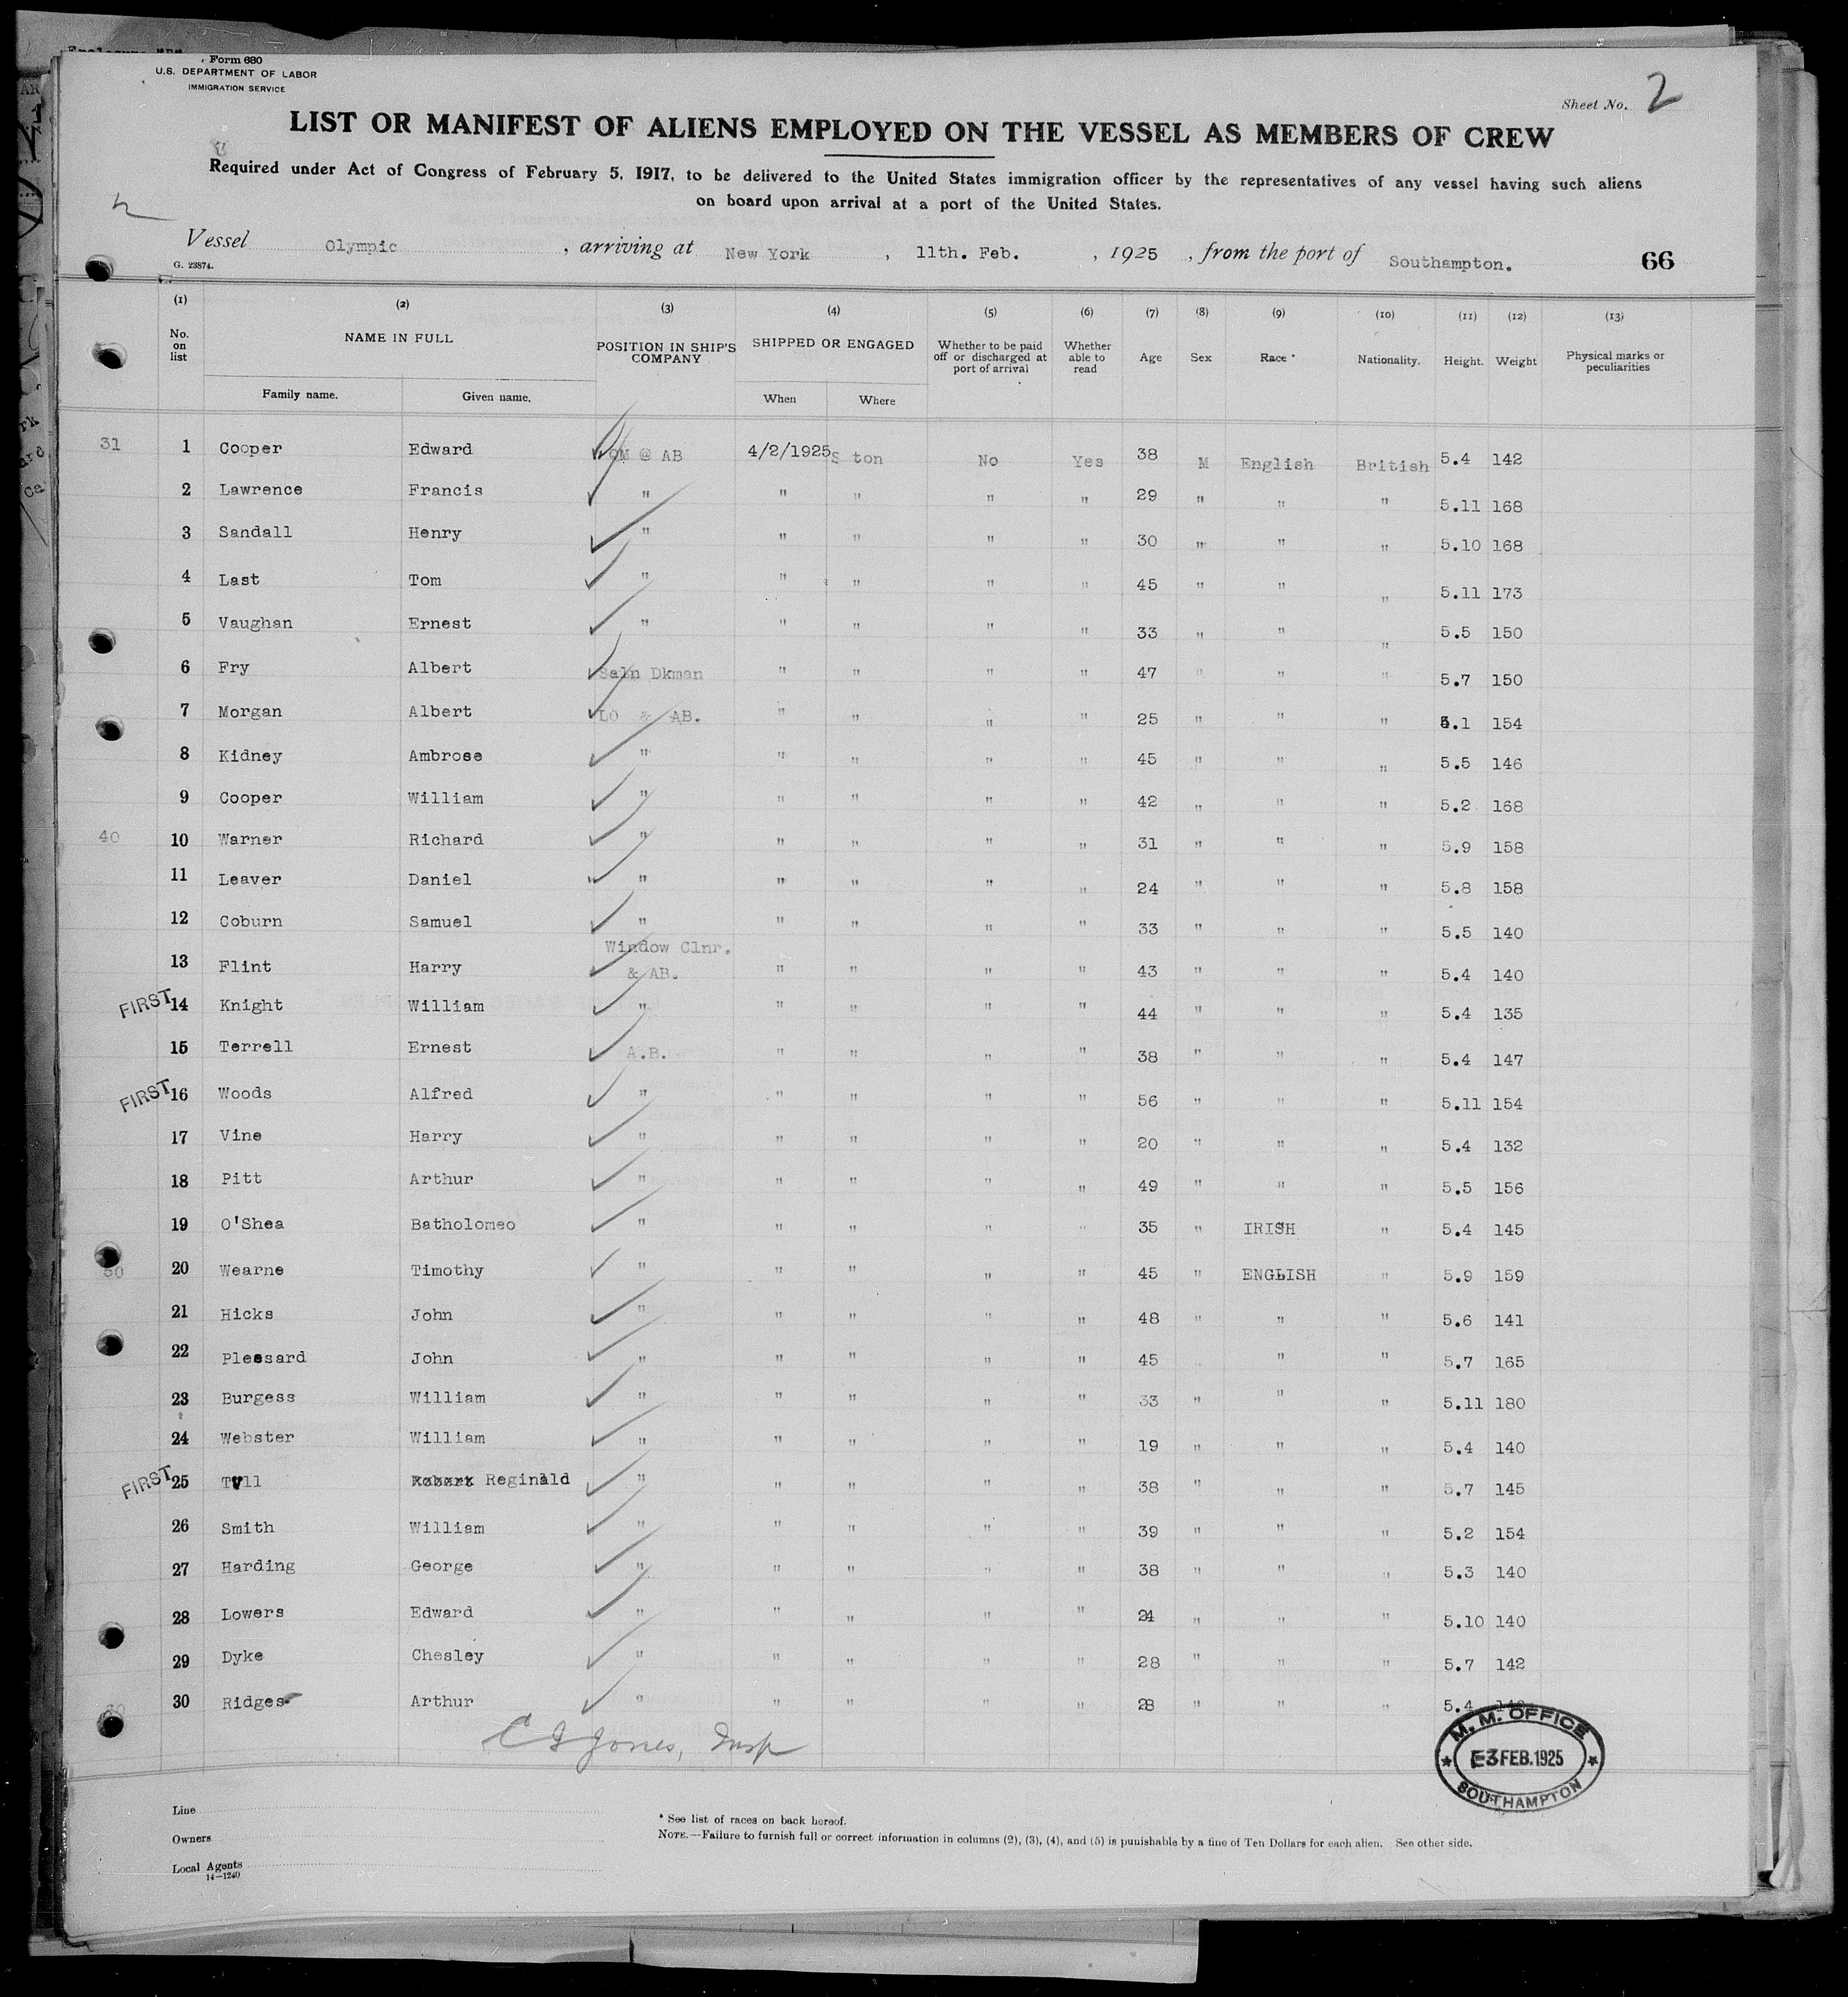 Form 680
U.S. DEPARTMENT OF LABOR
IMMIGRATION SERVICE
Sheet No. 2
LIST OR MANIFEST OF ALIENS EMPLOYED ON THE VESSEL AS MEMBERS OF CREW
Required under Act of Congress of February 5, 1917, to be delivered to the United States immigration officer by the representatives of any vessel having such aliens
on board upon arrival at a port of the United States.
Vessel Olympic, arriving at New York, 11th. Feb., 1925, from the port of Southampton. 66
G. 23874.
(1) (2) (3) (4) (5) (6) (7) (8) (9) (10) (11) (12) (13)
No. on list NAME IN FULL POSITION IN SHIP'S COMPANY SHIPPED OR ENGAGED Whether to be paid off or discharged at port of arrival Whether able to read Age Sex Race * Nationality. Height. Weight Physical marks or peculiarities
Family name. Given name. When Where
31 1 Cooper Edward QM @ AB 4/2/1925 S ton No Yes 38 M English British 5.4 142
2 Lawrence Francis " " " " " 29 " " " 5.11 168
3 Sandall Henry " " " " " 30 " " " 5.10 168
4 Last Tom " " " " " 45 " " " 5.11 173
5 Vaughan Ernest " " " " " 33 " " " 5.5 150
6 Fry Albert Saln Dkman " " " " 47 " " " 5.7 150
7 Morgan Albert LO & AB. " " " " 25 " " " .1 154
8 Kidney Ambrose " " " " " 45 " " " 5.5 146
9 Cooper William " " " " " 42 " " " 5.2 168
40 10 Warner Richard " " " " " 31 " " " 5.9 158
11 Leaver Daniel " " " " " 24 " " " 5.8 158
12 Coburn Samuel " " " " " 33 " " " 5.5 140
13 Flint Harry Window Clnr. & AB. " " " " 43 " " " 5.4 140
FIRST 14 Knight William " " " " " 44 " " " 5.4 135
15 Terrell Ernest A.B. " " " " 38 " " " 5.4 147
FIRST 16 Woods Alfred " " " " " 56 " " " 5.11 154
17 Vine Harry " " " " " 20 " " " 5.4 132
18 Pitt Arthur " " " " " 49 " " " 5.5 156
19 O'Shea Batholomeo " " " " " 35 " IRISH " 5.4 145
50 20 Wearne Timothy " " " " " 45 " ENGLISH " 5.9 159
21 Hicks John " " " " " 48 " " " 5.6 141
22 Plessard John " " " " " 45 " " 5.7 165
23 Burgess William " " " " " 33 " " " 5.11 180
24 Webster William " " " " " 19 " " " 5.4 140
FIRST 25 Tull Robert Reginald " " " " " 38 " " " 5.7 145
26 Smith William " " " " " 39 " " " 5.2 154
27 Harding George " " " " " 38 " " " 5.3 140
28 Lowers Edward " " " " " 24 " " " 5.10 140
29 Dyke Chesley " " " " " 28 " " " 5.7 142
60 30 Ridges Arthur " " " " " 28 " " " 5.4
C I Jones, Insp
M. M. OFFICE
E3 FEB. 1925
SOUTHAMPTON
Line
Owners
Local Agents
14—1240
* See list of races on back hereof.
NOTE.—Failure to furnish full or correct information in columns (2), (3), (4), and (5) is punishable by a fine of Ten Dollars for each alien. See other side.